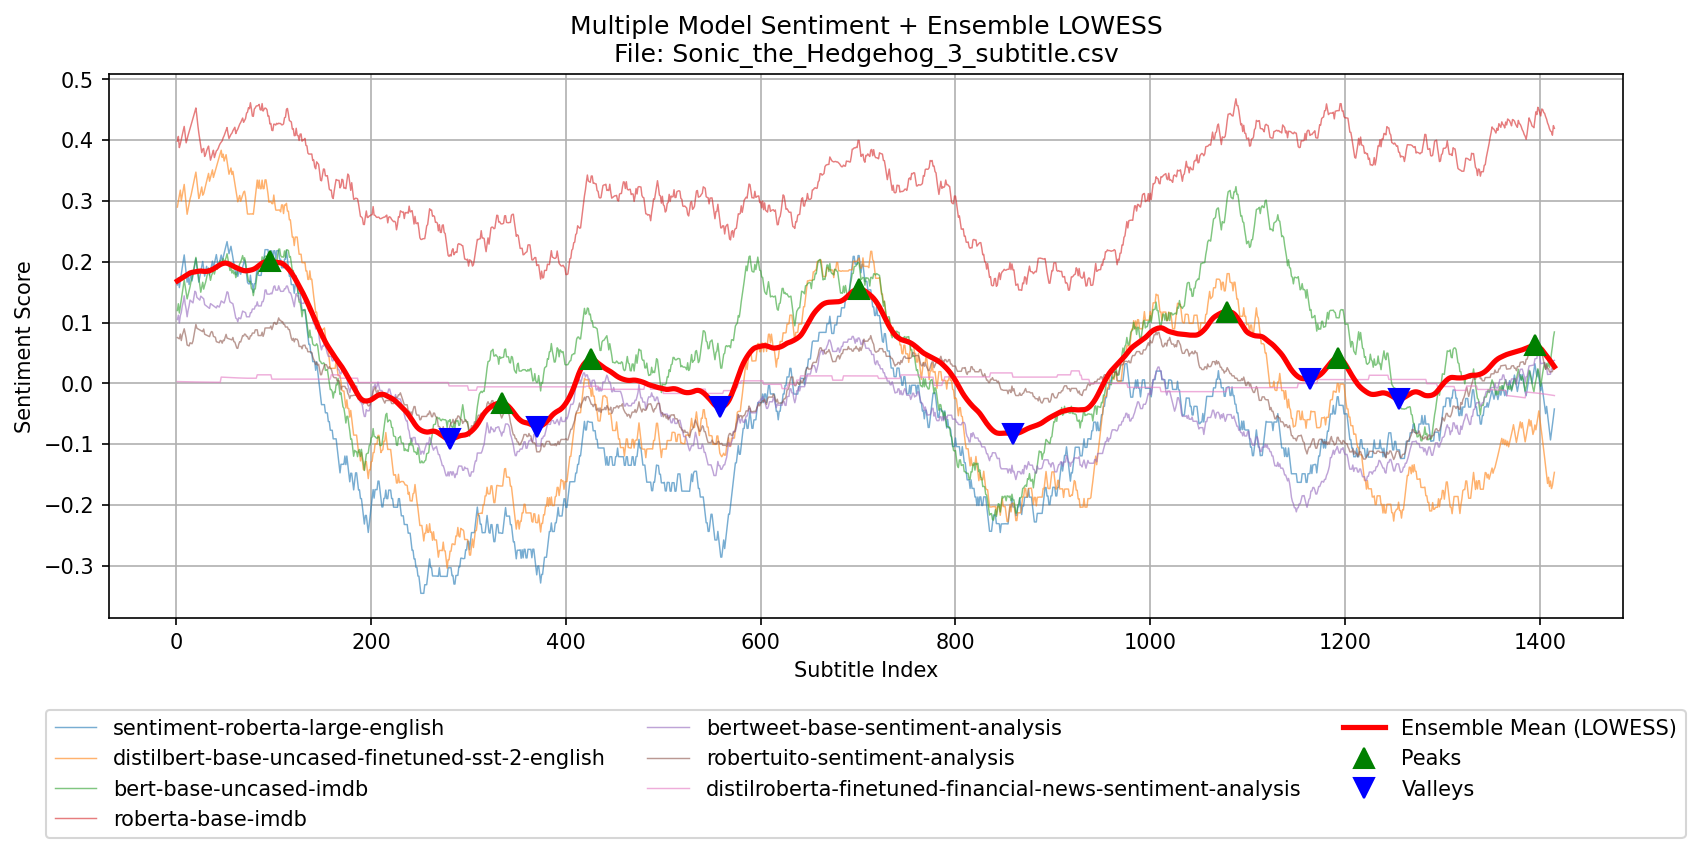 Multiple Model Sentiment + Ensemble LOWESS
File: Sonic_the_Hedgehog_3_subtitle.csv
Sentiment Score
0.5
0.4
0.3
0.2
0.1
0.0
−0.1
−0.2
−0.3
0 200 400 600 800 1000 1200 1400
Subtitle Index
sentiment-roberta-large-english
distilbert-base-uncased-finetuned-sst-2-english
bert-base-uncased-imdb
roberta-base-imdb
bertweet-base-sentiment-analysis
robertuito-sentiment-analysis
distilroberta-finetuned-financial-news-sentiment-analysis
Ensemble Mean (LOWESS)
Peaks
Valleys